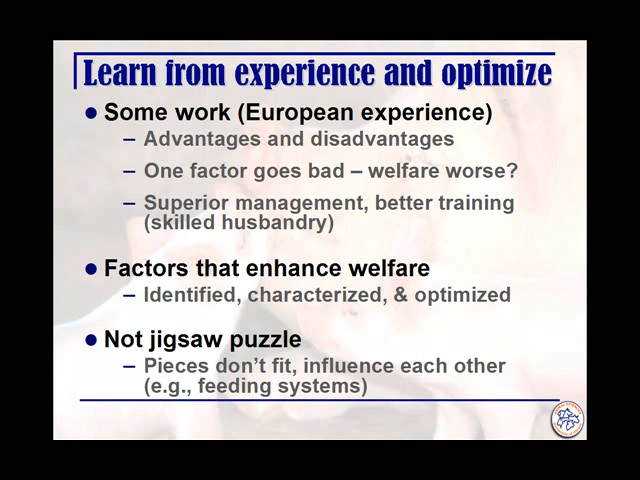 Learn from experience and optimize
● Some work (European experience)
– Advantages and disadvantages
– One factor goes bad – welfare worse?
– Superior management, better training
(skilled husbandry)
● Factors that enhance welfare
– Identified, characterized, & optimized
● Not jigsaw puzzle
– Pieces don't fit, influence each other
(e.g., feeding systems)